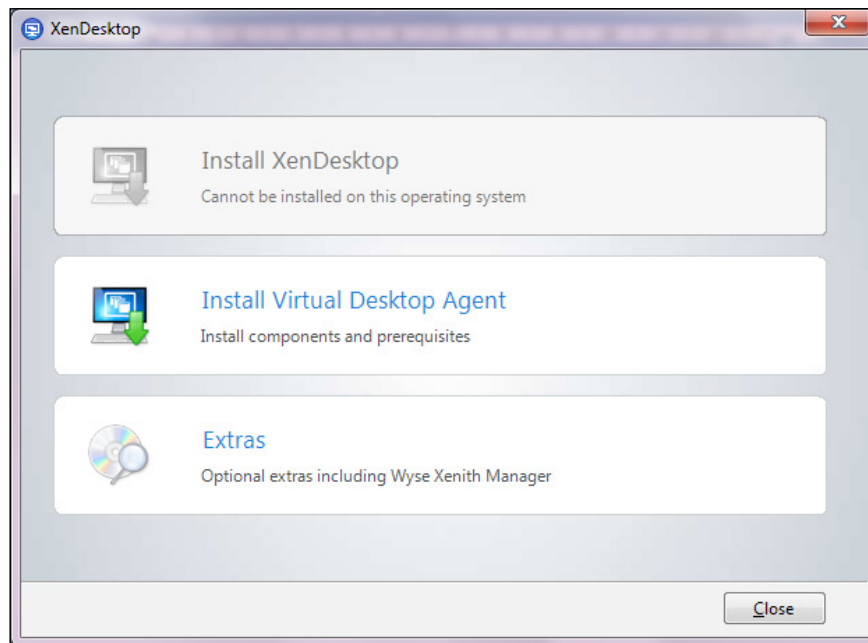 XenDesktop
Install XenDesktop
Cannot be installed on this operating system
Install Virtual Desktop Agent
Install components and prerequisites
Extras
Optional extras including Wyse Xenith Manager
Close